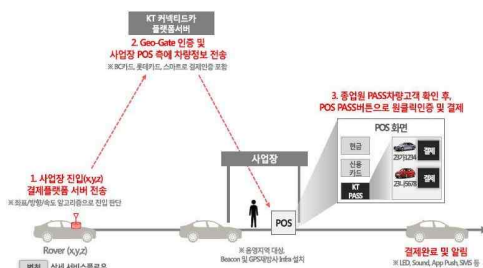 KT 커넥티드카
플랫폼서버
2. Geo-Gate 인증 및
사업장 POS 측에 차량정보 전송
※ BC카드, 롯데카드, 스마트로 결제인증 포함
3. 종업원 PASS차량고객 확인 후,
POS PASS버튼으로 원클릭인증 및 결제
POS 화면
현금
신용
카드
KT
PASS
결제
결제
사업장
1. 사업장 진입(x,y,z)
결제플랫폼 서버 전송
※ 좌표/방향/속도 알고리즘으로 진입 판단
POS
Rover (x,y,z)
※ 음영지역 대상,
Beacon 및 GPS재방사 Infra 설치
결제완료 및 알림
※ LED, Sound, App Push, SMS 등